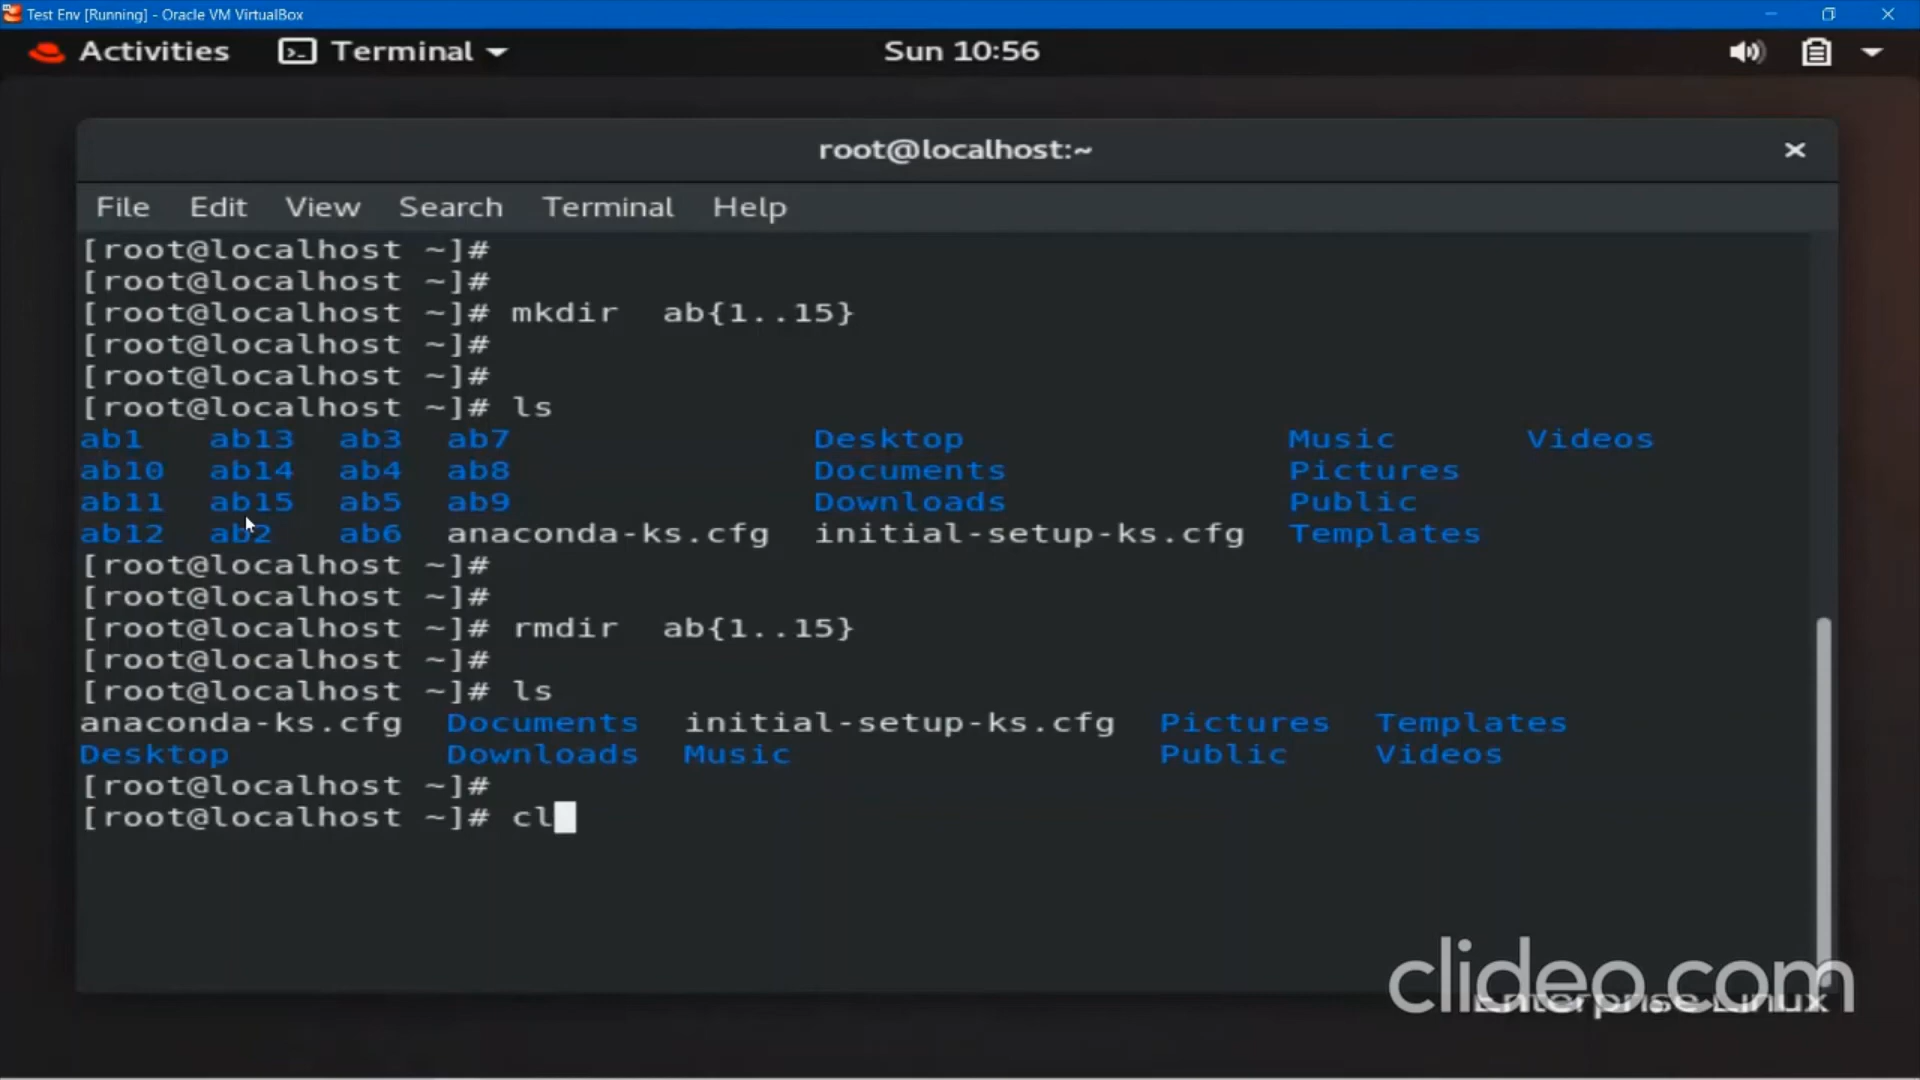 Test Env [Running] - Oracle VM VirtualBox
Activities Terminal Sun 10:56
root@localhost:~
File Edit View Search Terminal Help
[root@localhost ~]#
[root@localhost ~]#
[root@localhost ~]# mkdir  ab{1..15}
[root@localhost ~]#
[root@localhost ~]#
[root@localhost ~]# ls
ab1 ab13 ab3 ab7 Desktop Music Videos
ab10 ab14 ab4 ab8 Documents Pictures
ab11 ab15 ab5 ab9 Downloads Public
ab12 ab2 ab6 anaconda-ks.cfg initial-setup-ks.cfg Templates
[root@localhost ~]#
[root@localhost ~]#
[root@localhost ~]# rmdir  ab{1..15}
[root@localhost ~]#
[root@localhost ~]# ls
anaconda-ks.cfg Documents initial-setup-ks.cfg Pictures Templates
Desktop Downloads Music Public Videos
[root@localhost ~]#
[root@localhost ~]# cl
clideo.com
Enterprise Linux